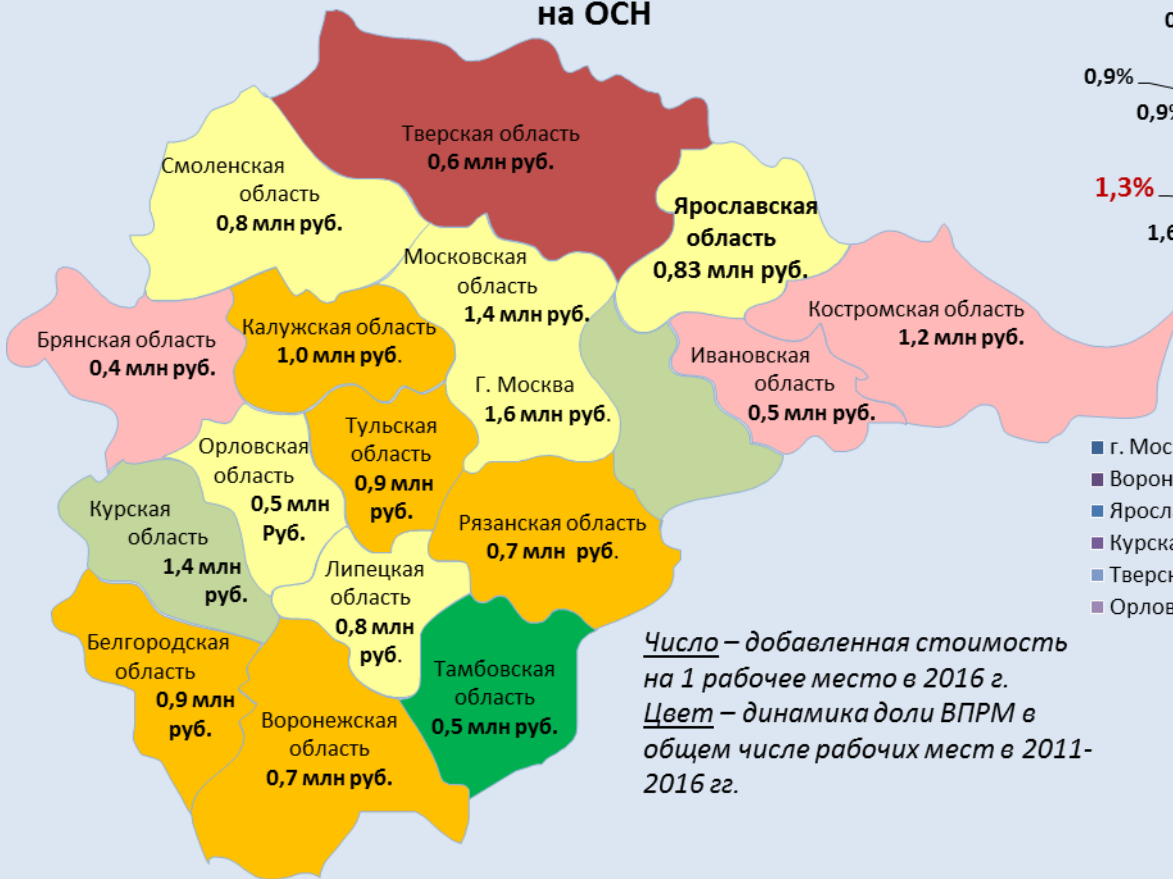 на ОСН
0,9%
1,3%
Тверская область
0,6 млн руб.
Смоленская
область
0,8 млн руб.
Ярославская
область
0,83 млн руб.
Московская
область
1,4 млн руб.
Костромская область
1,2 млн руб.
Брянская область
0,4 млн руб.
Калужская область
1,0 млн руб.
Ивановская
область
0,5 млн руб.
Г. Москва
1,6 млн руб.
Орловская
область
0,5 млн
Руб.
Тульская
область
0,9 млн
руб.
Курская
область
1,4 млн
руб.
Рязанская область
0,7 млн руб.
Липецкая
область
0,8 млн
руб.
Белгородская
область
0,9 млн
руб.
Воронежская
область
0,7 млн руб.
Тамбовская
область
0,5 млн руб.
г. Мос
Ворон
Яросл
Курска
Тверск
Орлов
Число – добавленная стоимость
на 1 рабочее место в 2016 г.
Цвет – динамика доли ВПРМ в
общем числе рабочих мест в 2011-
2016 гг.